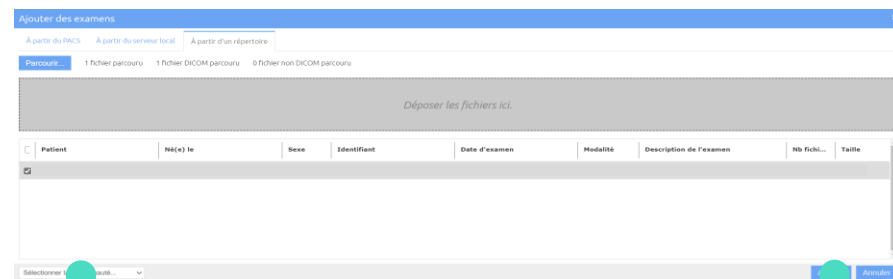 Ajouter des examens
À partir du PACS À partir du serveur local À partir d'un répertoire
Parcourir... 1 fichier parcouru 1 fichier DICOM parcouru 0 fichier non DICOM parcouru
Déposer les fichiers ici.
Patient Né(e) le Sexe Identifiant Date d'examen Modalité Description de l'examen Nb fichi... Taille
Sélectionner Annuler